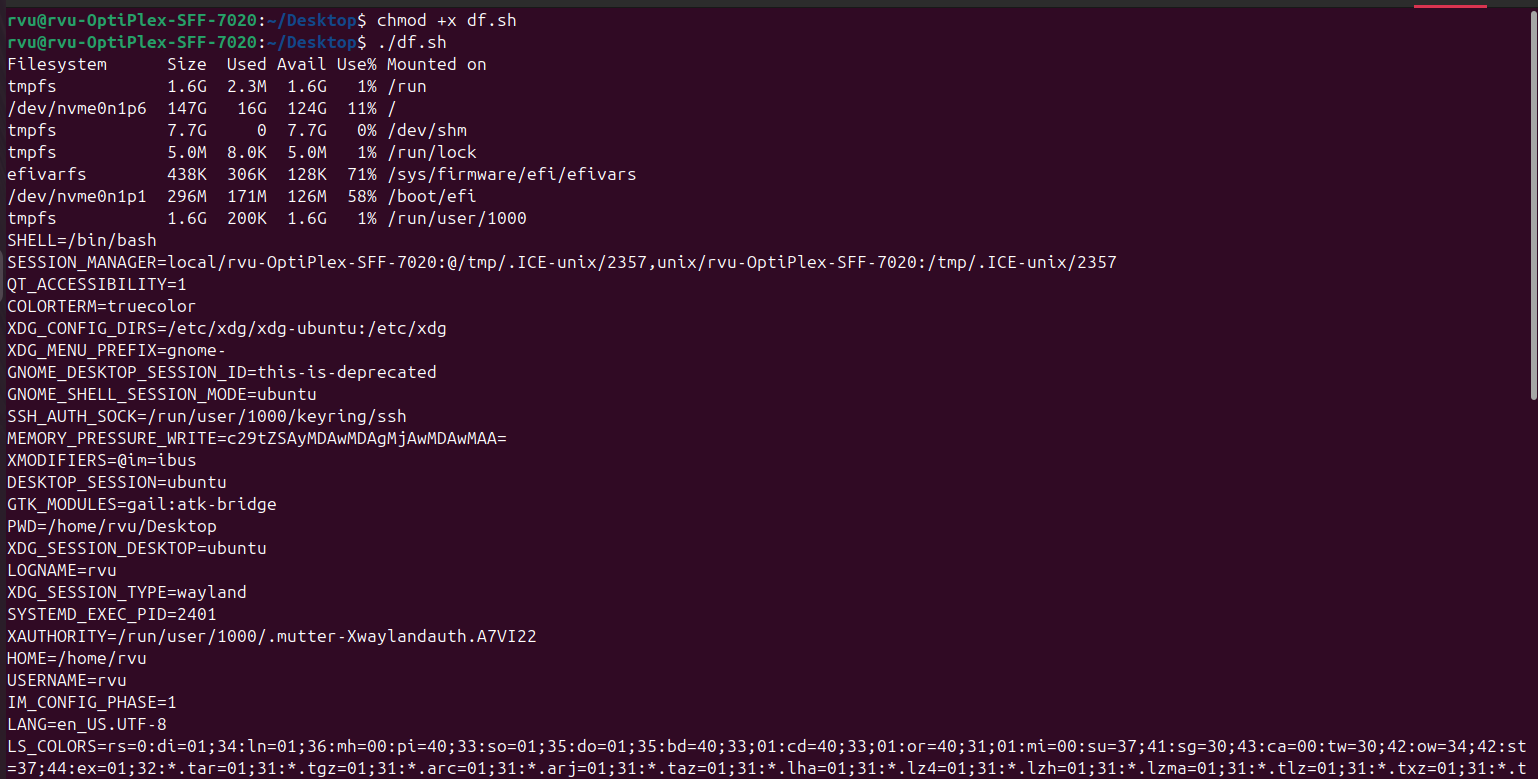 rvu@rvu-OptiPlex-SFF-7020:~/Desktop$ chmod +x df.sh
rvu@rvu-OptiPlex-SFF-7020:~/Desktop$ ./df.sh
Filesystem      Size  Used Avail Use% Mounted on
tmpfs           1.6G  2.3M  1.6G   1% /run
/dev/nvme0n1p6  147G   16G  124G  11% /
tmpfs           7.7G     0  7.7G   0% /dev/shm
tmpfs           5.0M  8.0K  5.0M   1% /run/lock
efivarfs        438K  306K  128K  71% /sys/firmware/efi/efivars
/dev/nvme0n1p1  296M  171M  126M  58% /boot/efi
tmpfs           1.6G  200K  1.6G   1% /run/user/1000
SHELL=/bin/bash
SESSION_MANAGER=local/rvu-OptiPlex-SFF-7020:@/tmp/.ICE-unix/2357,unix/rvu-OptiPlex-SFF-7020:/tmp/.ICE-unix/2357
QT_ACCESSIBILITY=1
COLORTERM=truecolor
XDG_CONFIG_DIRS=/etc/xdg/xdg-ubuntu:/etc/xdg
XDG_MENU_PREFIX=gnome-
GNOME_DESKTOP_SESSION_ID=this-is-deprecated
GNOME_SHELL_SESSION_MODE=ubuntu
SSH_AUTH_SOCK=/run/user/1000/keyring/ssh
MEMORY_PRESSURE_WRITE=c29tZSAyMDAwMDAgMjAwMDAwMAA=
XMODIFIERS=@im=ibus
DESKTOP_SESSION=ubuntu
GTK_MODULES=gail:atk-bridge
PWD=/home/rvu/Desktop
XDG_SESSION_DESKTOP=ubuntu
LOGNAME=rvu
XDG_SESSION_TYPE=wayland
SYSTEMD_EXEC_PID=2401
XAUTHORITY=/run/user/1000/.mutter-Xwaylandauth.A7VI22
HOME=/home/rvu
USERNAME=rvu
IM_CONFIG_PHASE=1
LANG=en_US.UTF-8
LS_COLORS=rs=0:di=01;34:ln=01;36:mh=00:pi=40;33:so=01;35:do=01;35:bd=40;33;01:cd=40;33;01:or=40;31;01:mi=00:su=37;41:sg=30;43:ca=00:tw=30;42:ow=34;42:st
=37;44:ex=01;32:*.tar=01;31:*.tgz=01;31:*.arc=01;31:*.arj=01;31:*.taz=01;31:*.lha=01;31:*.lz4=01;31:*.lzh=01;31:*.lzma=01;31:*.tlz=01;31:*.txz=01;31:*.t